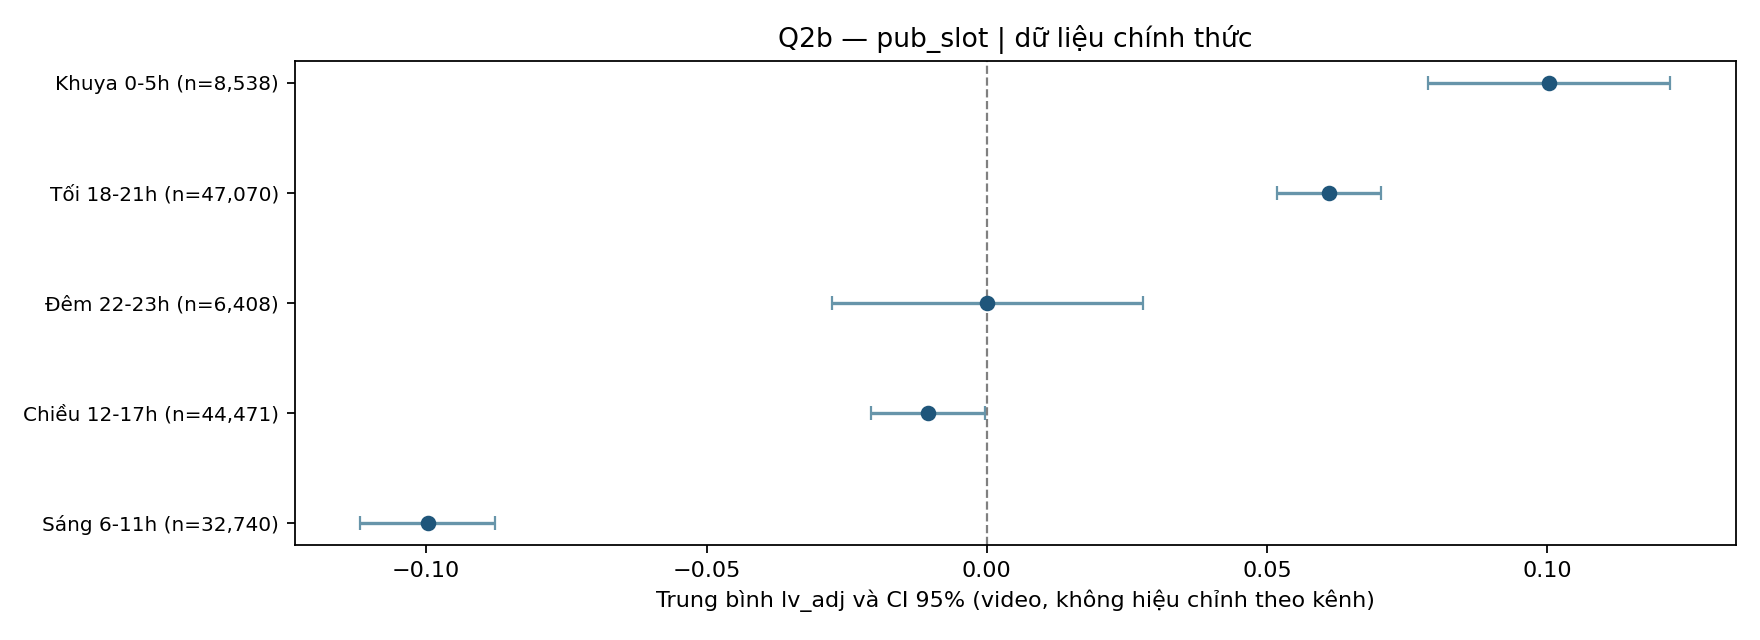 Q2b — pub_slot | dữ liệu chính thức
Khuya 0-5h (n=8,538)
Tối 18-21h (n=47,070)
Đêm 22-23h (n=6,408)
Chiều 12-17h (n=44,471)
Sáng 6-11h (n=32,740)
−0.10 −0.05 0.00 0.05 0.10
Trung bình lv_adj và CI 95% (video, không hiệu chỉnh theo kênh)